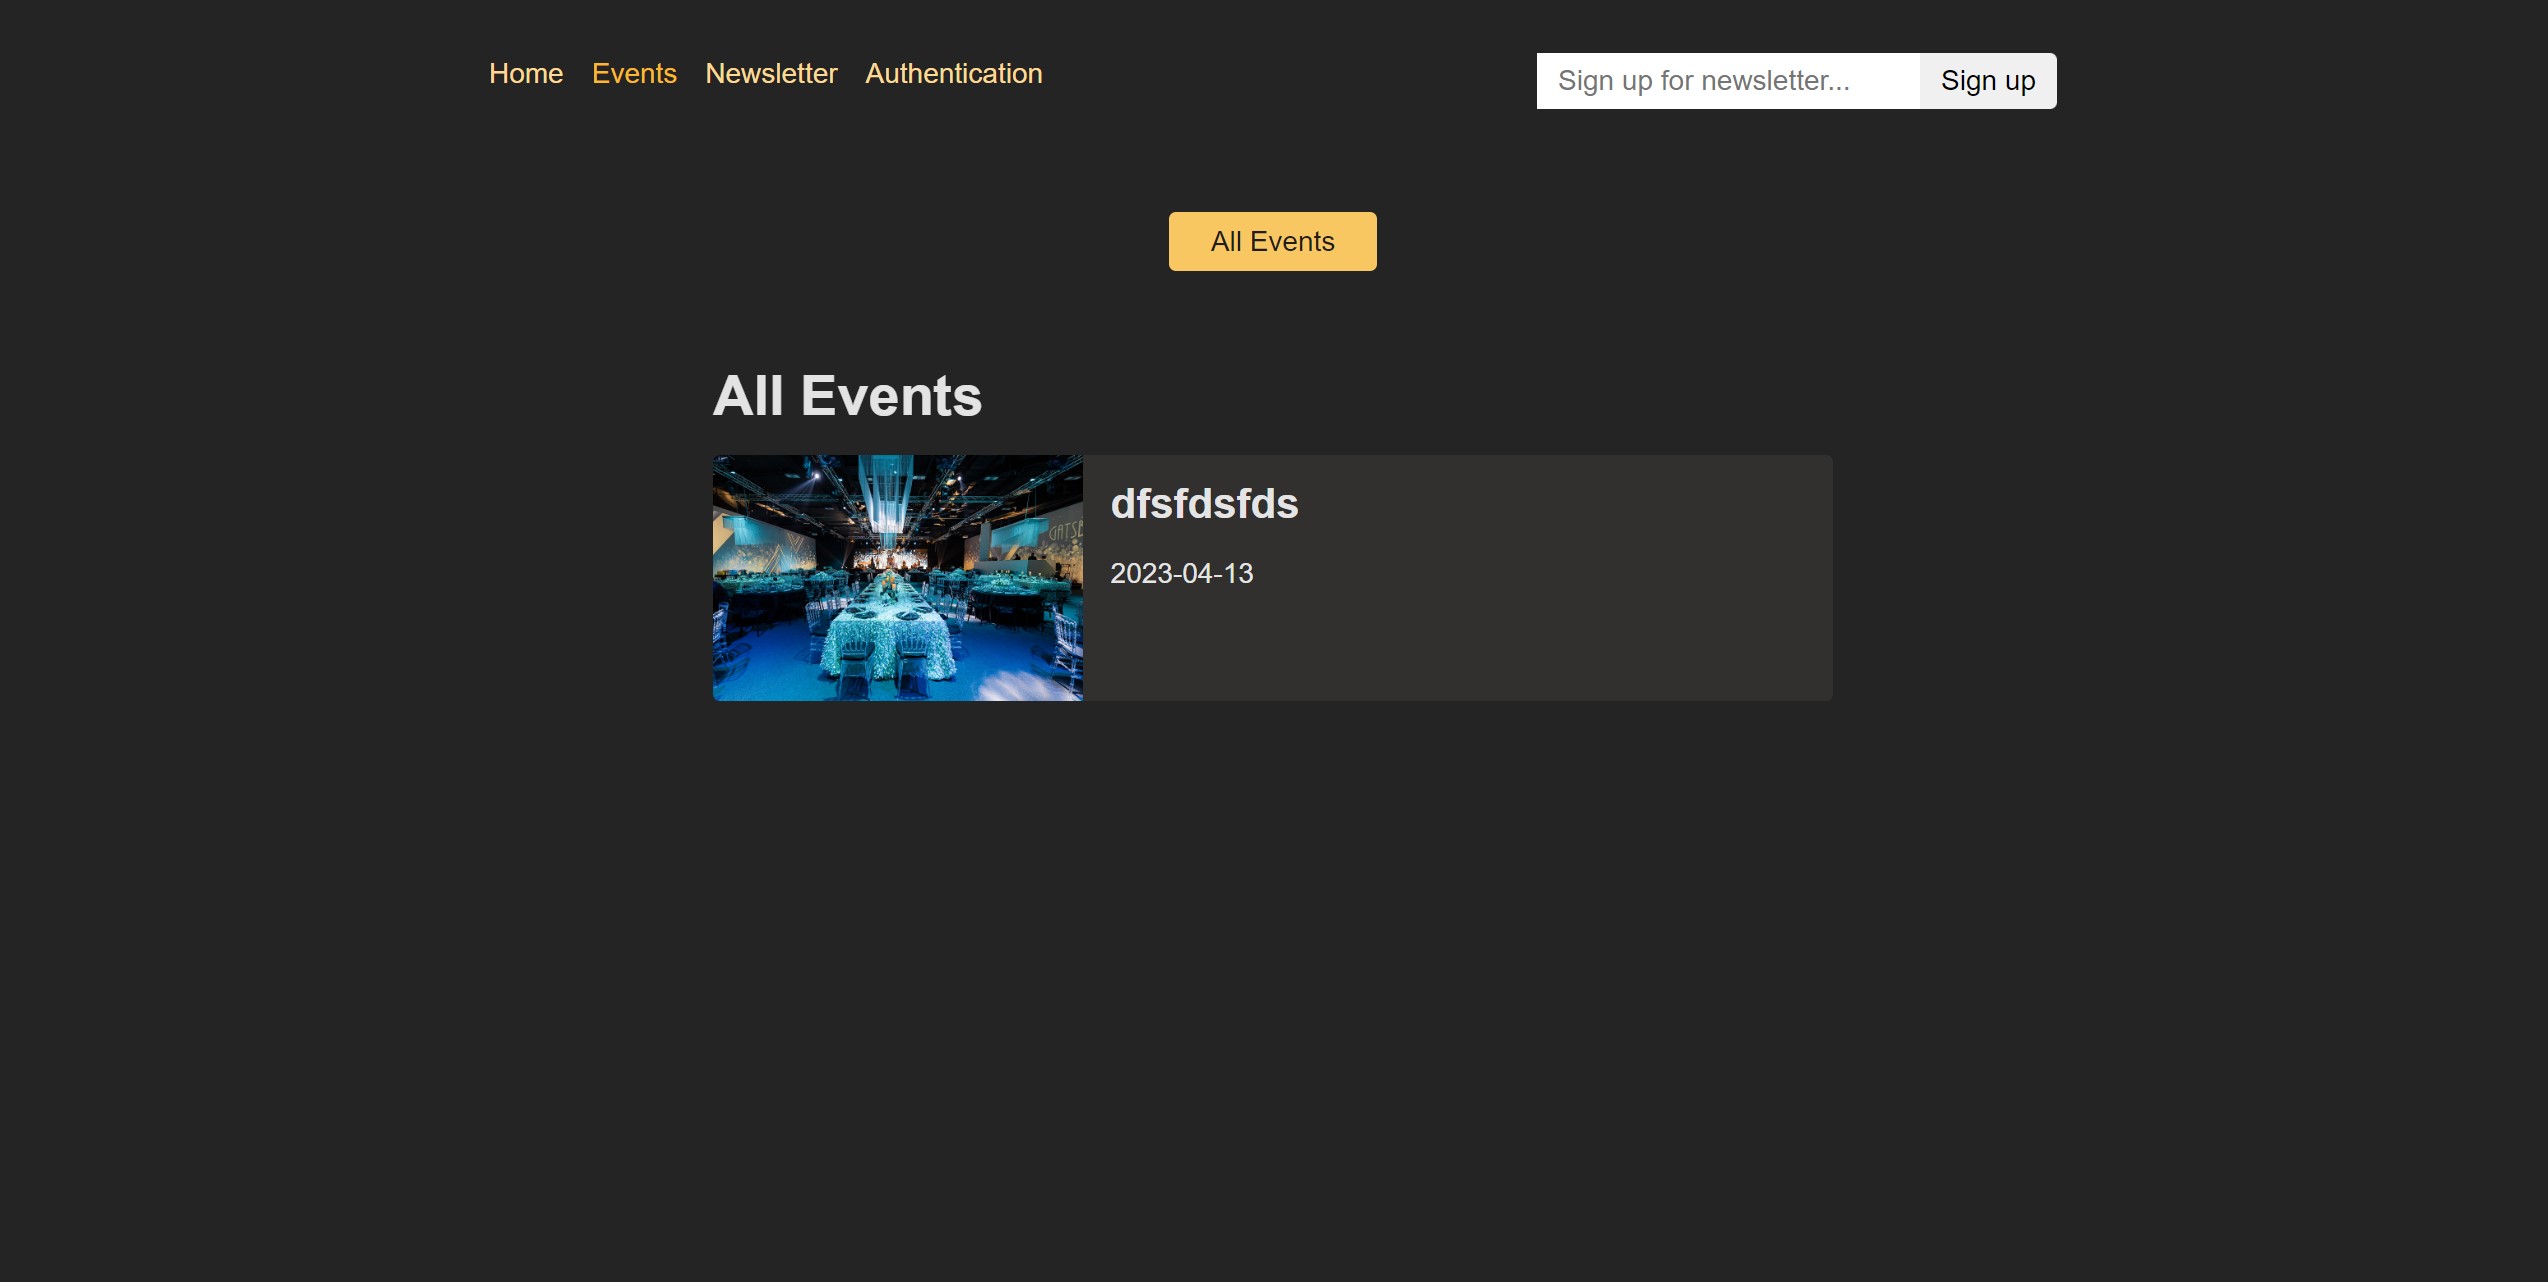 Home Events Newsletter Authentication
Sign up for newsletter... Sign up
All Events
All Events
dfsfdsfds
2023-04-13